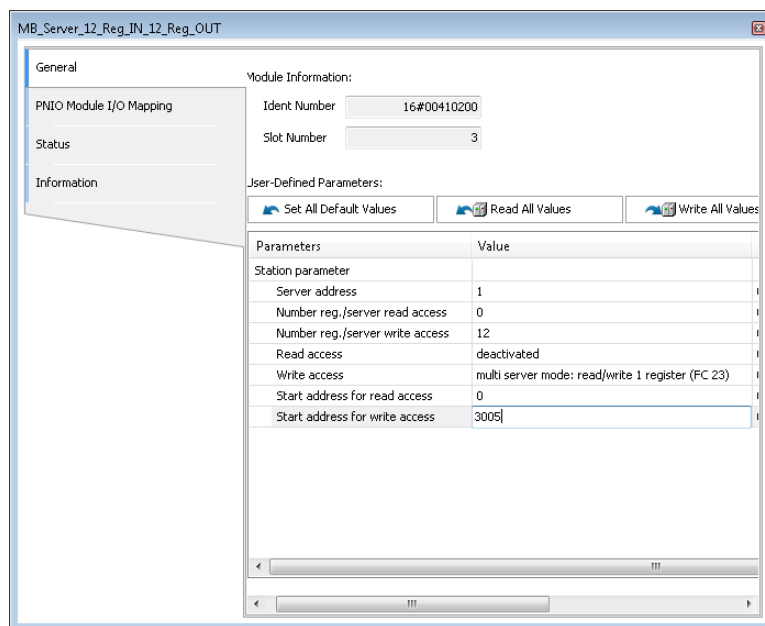 MB_Server_12_Reg_IN_12_Reg_OUT
General
PNIO Module I/O Mapping
Status
Information
Module Information:
Ident Number 16#00410200
Slot Number 3
User-Defined Parameters:
Set All Default Values Read All Values Write All Values
Parameters Value
Station parameter
Server address 1
Number reg./server read access 0
Number reg./server write access 12
Read access deactivated
Write access multi server mode: read/write 1 register (FC 23)
Start address for read access 0
Start address for write access 3005